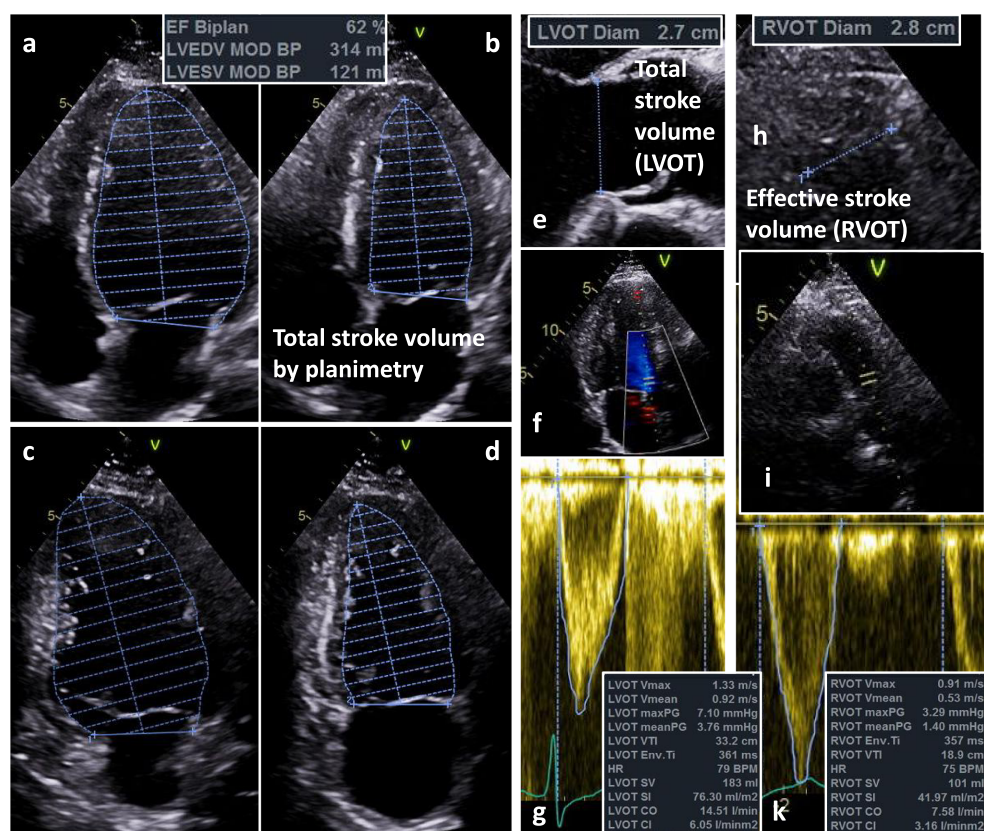 a
EF Biplan 62 %
LVEDV MOD BP 314 ml
LVESV MOD BP 121 ml
b
V
5
Total stroke volume
by planimetry
c
V
5
d
V
LVOT Diam 2.7 cm
Total
stroke
volume
(LVOT)
e
RVOT Diam 2.8 cm
h
Effective stroke
volume (RVOT)
V
5
10
f
V
5
i
LVOT Vmax 1.33 m/s
LVOT Vmean 0.92 m/s
LVOT maxPG 7.10 mmHg
LVOT meanPG 3.76 mmHg
LVOT VTI 33.2 cm
LVOT Env.Ti 361 ms
HR 79 BPM
LVOT SV 183 ml
LVOT SI 76.30 ml/m2
LVOT CO 14.51 l/min
LVOT CI 6.05 l/minm2
g
RVOT Vmax 0.91 m/s
RVOT Vmean 0.53 m/s
RVOT maxPG 3.29 mmHg
RVOT meanPG 1.40 mmHg
RVOT Env.Ti 357 ms
RVOT VTI 18.9 cm
HR 75 BPM
RVOT SV 101 ml
RVOT SI 41.97 ml/m2
RVOT CO 7.58 l/min
RVOT CI 3.16 l/minm2
k